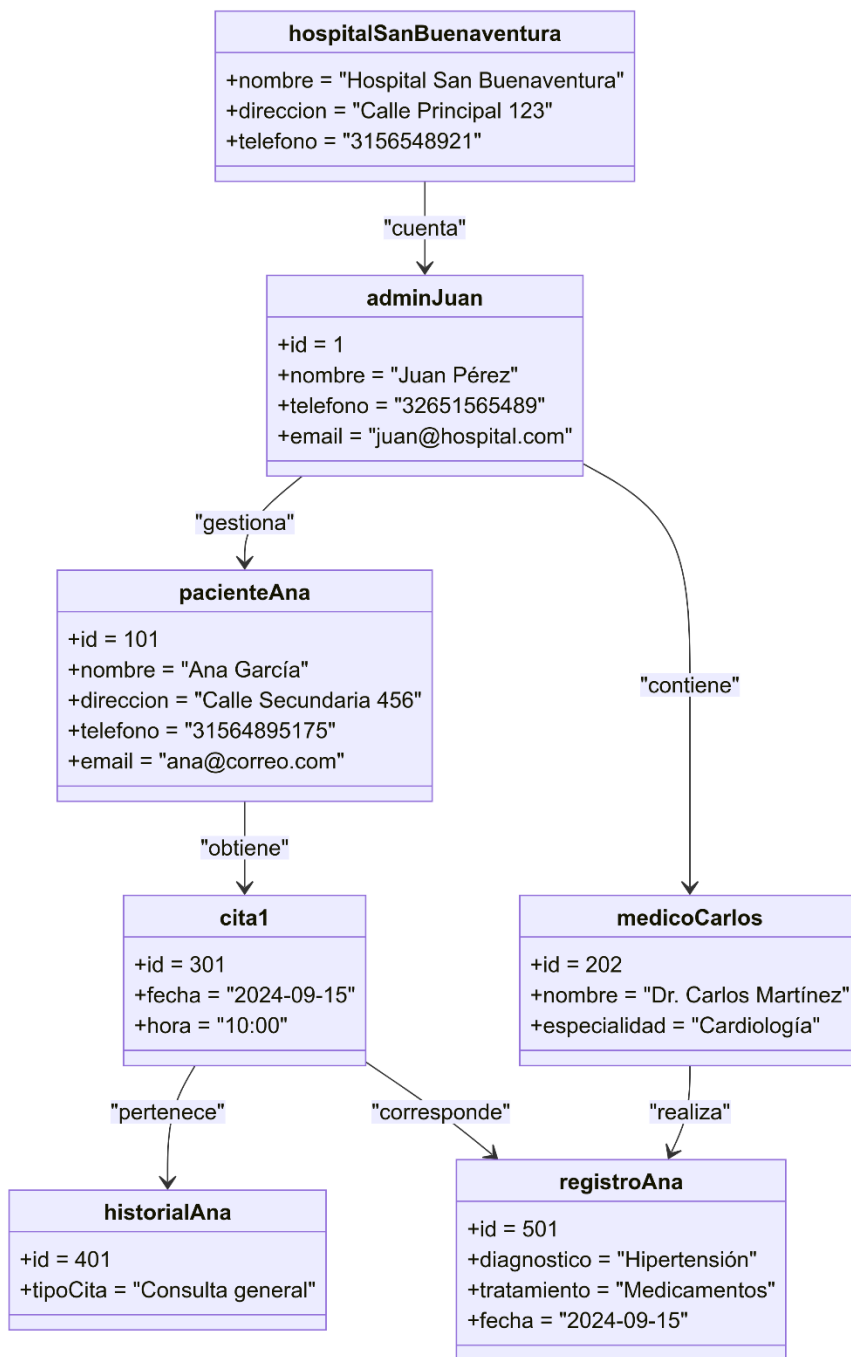 hospitalSanBuenaventura
+nombre = "Hospital San Buenaventura"
+direccion = "Calle Principal 123"
+telefono = "3156548921"
"cuenta"
adminJuan
+id = 1
+nombre = "Juan Pérez"
+telefono = "32651565489"
+email = "juan@hospital.com"
"gestiona"
pacienteAna
+id = 101
+nombre = "Ana García"
+direccion = "Calle Secundaria 456"
+telefono = "31564895175"
+email = "ana@correo.com"
"contiene"
"obtiene"
cita1
+id = 301
+fecha = "2024-09-15"
+hora = "10:00"
medicoCarlos
+id = 202
+nombre = "Dr. Carlos Martínez"
+especialidad = "Cardiología"
"pertenece"
"corresponde"
"realiza"
historialAna
+id = 401
+tipoCita = "Consulta general"
registroAna
+id = 501
+diagnostico = "Hipertensión"
+tratamiento = "Medicamentos"
+fecha = "2024-09-15"